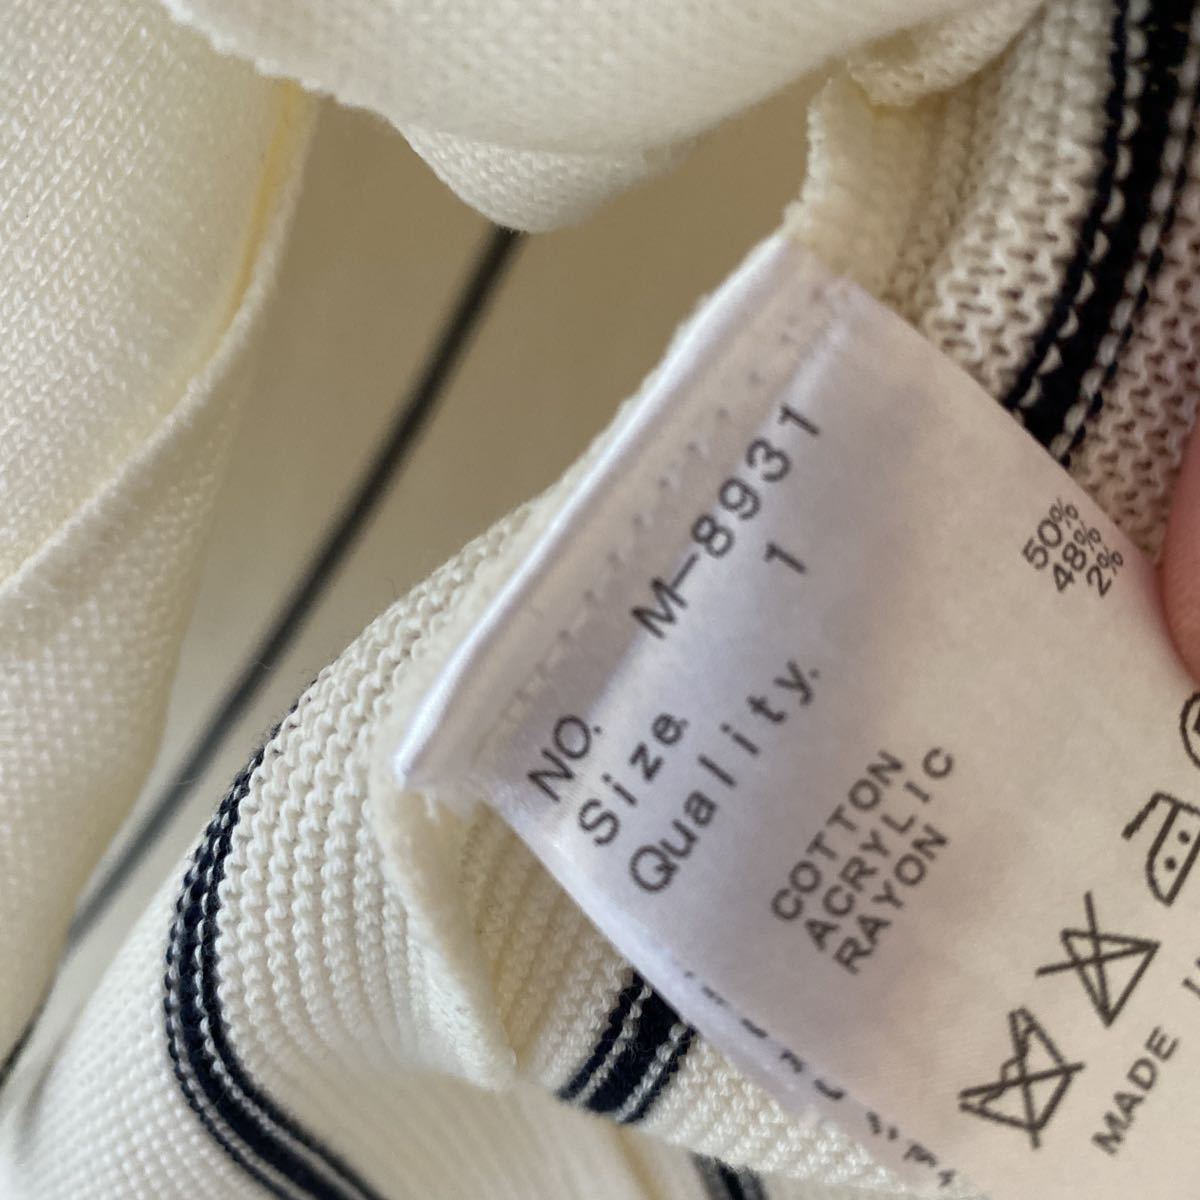 NO. M-8931
Size. 1
Quality.
COTTON 50%
ACRYLIC 48%
RAYON 2%
MADE